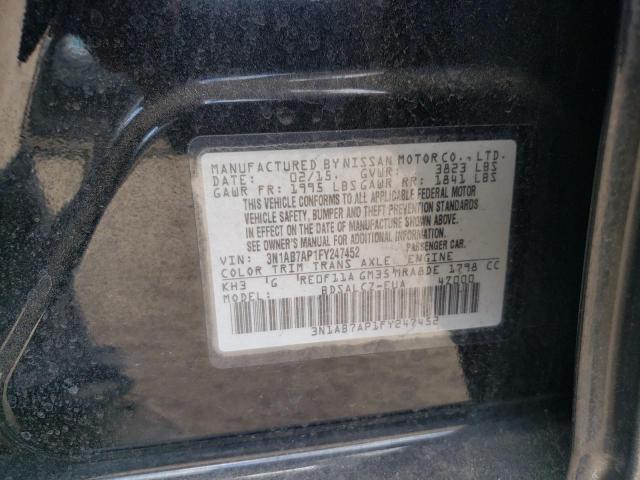 MANUFACTURED BY NISSAN MOTOR CO., LTD.
DATE: 02/15. GVWR: 3823 LBS
GAWR FR: 1995 LBS GAWR RR: 1841 LBS
THIS VEHICLE CONFORMS TO ALL APPLICABLE FEDERAL MOTOR
VEHICLE SAFETY, BUMPER AND THEFT PREVENTION STANDARDS
IN EFFECT ON THE DATE OF MANUFACTURE SHOWN ABOVE.
SEE OWNER'S MANUAL FOR ADDITIONAL INFORMATION.
VIN: 3N1AB7AP1FY247452 PASSENGER CAR.
COLOR TRIM TRANS AXLE ENGINE
KH3 G RE0F11A GM35 MRA8DE 1798 CC
MODEL: BDSALCZ-EUA 47000
3N1AB7AP1FY247452